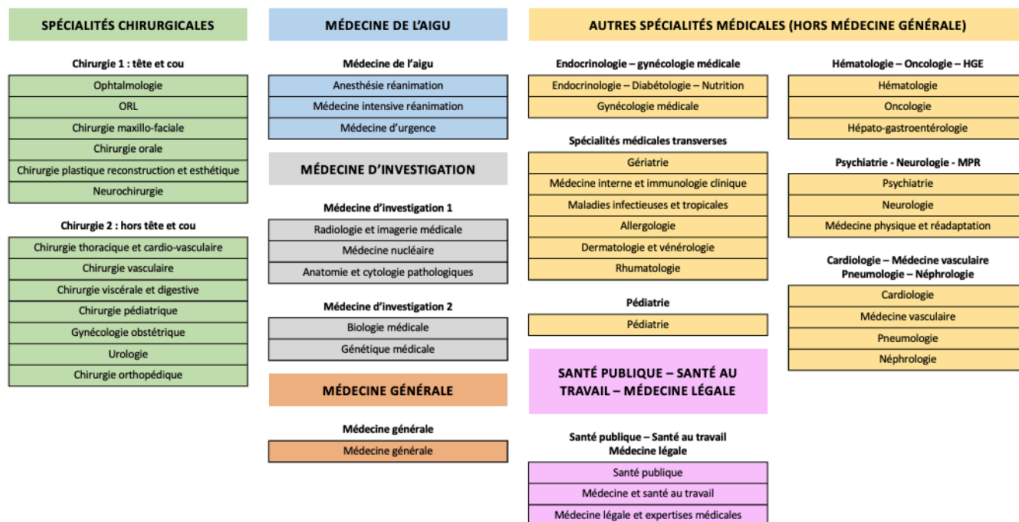 SPÉCIALITÉS CHIRURGICALES
Chirurgie 1 : tête et cou
Ophtalmologie
ORL
Chirurgie maxillo-faciale
Chirurgie orale
Chirurgie plastique reconstruction et esthétique
Neurochirurgie
Chirurgie 2 : hors tête et cou
Chirurgie thoracique et cardio-vasculaire
Chirurgie vasculaire
Chirurgie viscérale et digestive
Chirurgie pédiatrique
Gynécologie obstétrique
Urologie
Chirurgie orthopédique
MÉDECINE DE L'AIGU
Médecine de l'aigu
Anesthésie réanimation
Médecine intensive réanimation
Médecine d'urgence
MÉDECINE D'INVESTIGATION
Médecine d'investigation 1
Radiologie et imagerie médicale
Médecine nucléaire
Anatomie et cytologie pathologiques
Médecine d'investigation 2
Biologie médicale
Génétique médicale
MÉDECINE GÉNÉRALE
Médecine générale
Médecine générale
AUTRES SPÉCIALITÉS MÉDICALES (HORS MÉDECINE GÉNÉRALE)
Endocrinologie – gynécologie médicale
Endocrinologie – Diabétologie – Nutrition
Gynécologie médicale
Spécialités médicales transverses
Gériatrie
Médecine interne et immunologie clinique
Maladies infectieuses et tropicales
Allergologie
Dermatologie et vénérologie
Rhumatologie
Pédiatrie
Pédiatrie
SANTÉ PUBLIQUE – SANTÉ AU
TRAVAIL – MÉDECINE LÉGALE
Santé publique – Santé au travail
Médecine légale
Santé publique
Médecine et santé au travail
Médecine légale et expertises médicales
Hématologie – Oncologie – HGE
Hématologie
Oncologie
Hépato-gastroentérologie
Psychiatrie - Neurologie - MPR
Psychiatrie
Neurologie
Médecine physique et réadaptation
Cardiologie – Médecine vasculaire
Pneumologie – Néphrologie
Cardiologie
Médecine vasculaire
Pneumologie
Néphrologie